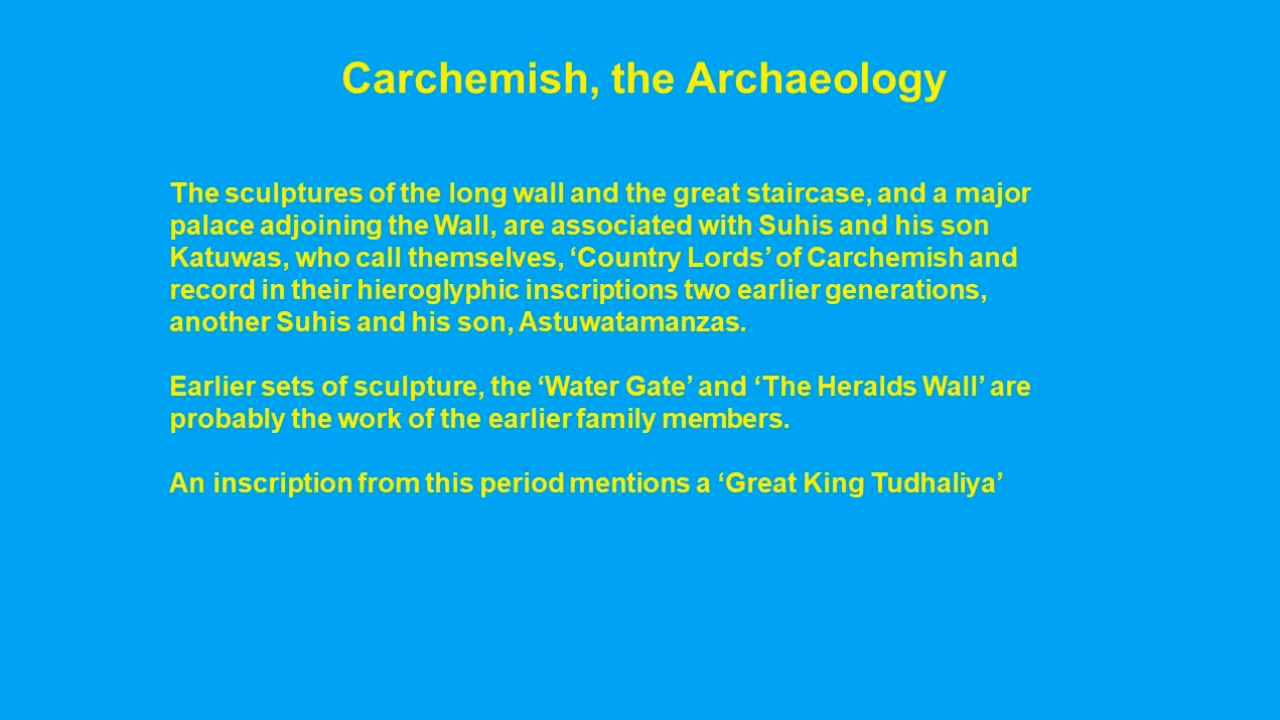 Carchemish, the Archaeology
The sculptures of the long wall and the great staircase, and a major
palace adjoining the Wall, are associated with Suhis and his son
Katuwas, who call themselves, ‘Country Lords’ of Carchemish and
record in their hieroglyphic inscriptions two earlier generations,
another Suhis and his son, Astuwatamanzas.
Earlier sets of sculpture, the ‘Water Gate’ and ‘The Heralds Wall’ are
probably the work of the earlier family members.
An inscription from this period mentions a ‘Great King Tudhaliya’